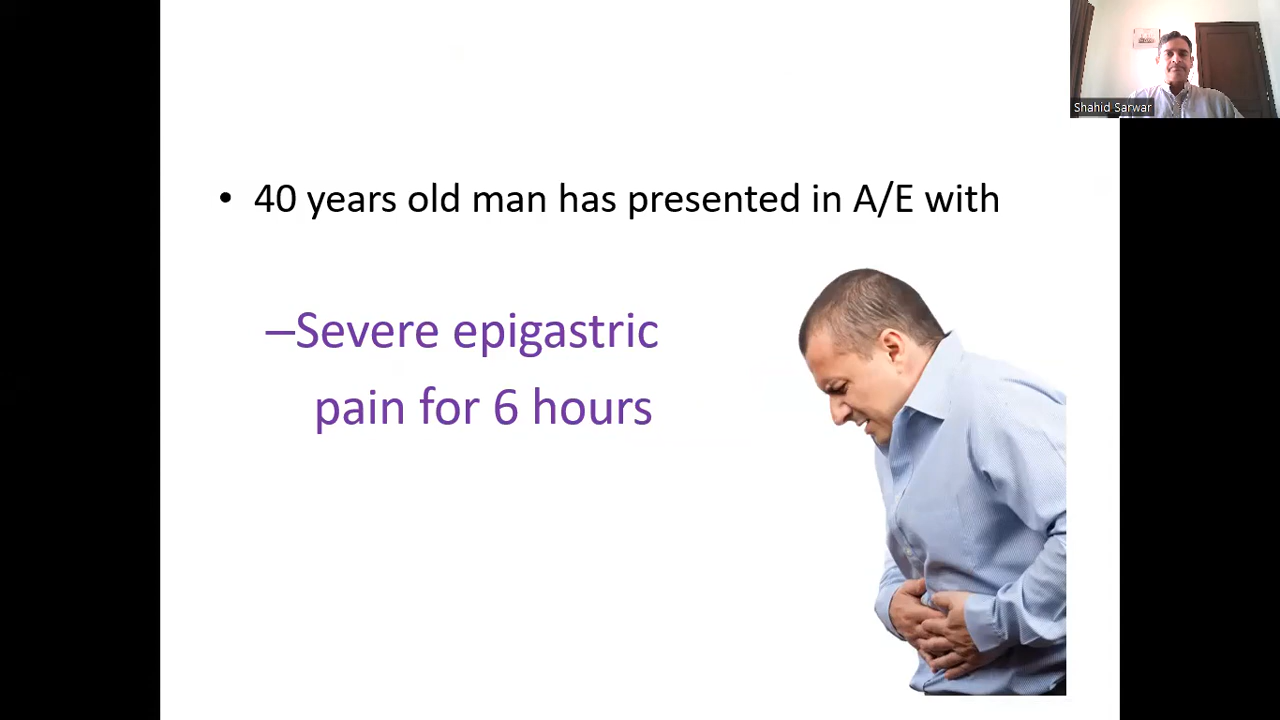 Shahid Sarwar
• 40 years old man has presented in A/E with
–Severe epigastric
pain for 6 hours